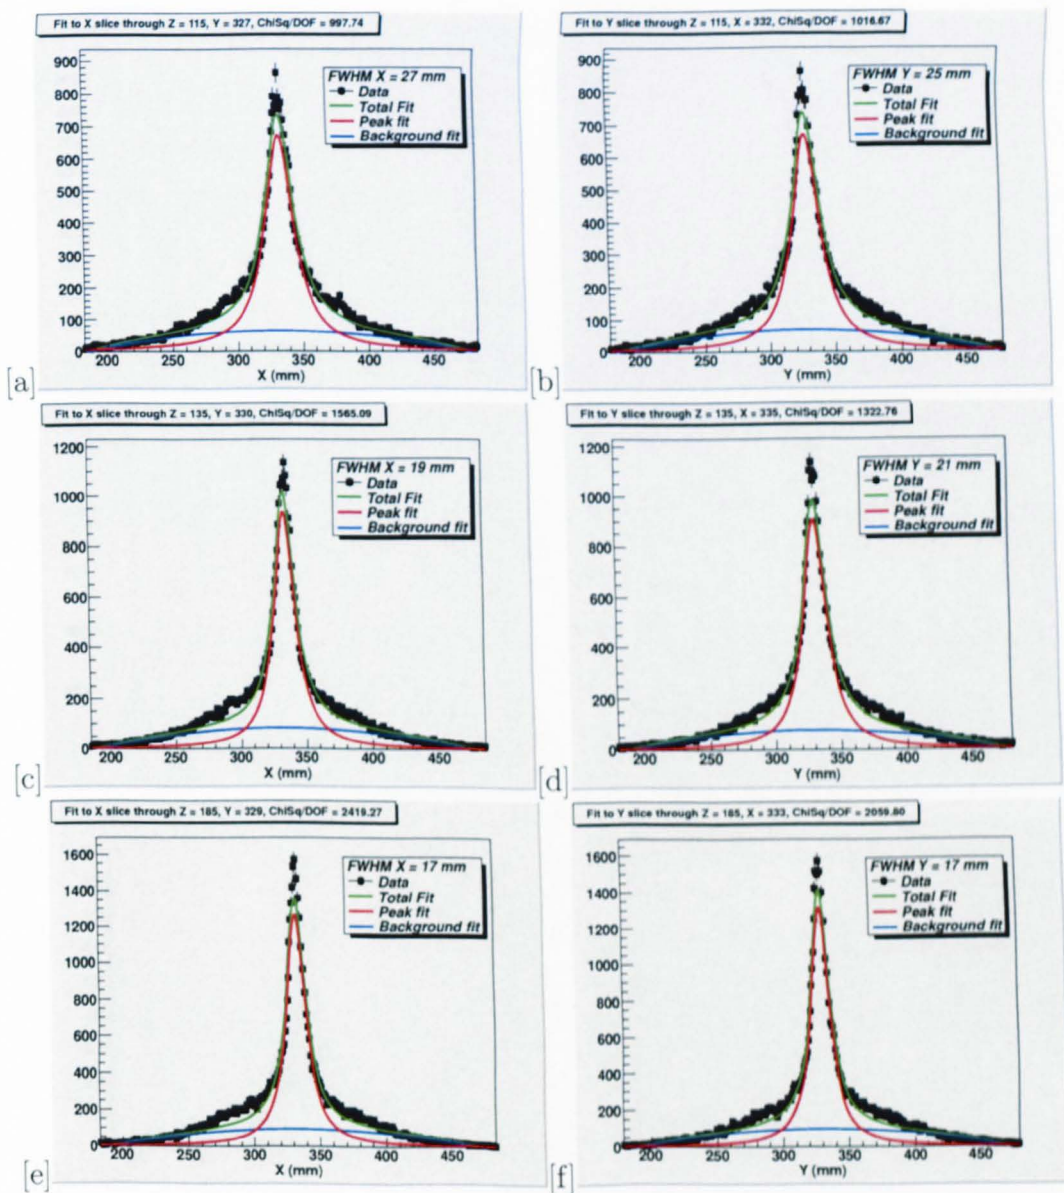 Fit to X slice through Z = 115, Y = 327, ChiSq/DOF = 997.74
900
800
700
600
500
400
300
200
100
0
200 250 300 350 400 450
X (mm)
FWHM X = 27 mm
Data
Total Fit
Peak fit
Background fit
[a]
Fit to Y slice through Z = 115, X = 332, ChiSq/DOF = 1016.67
900
800
700
600
500
400
300
200
100
0
200 250 300 350 400 450
Y (mm)
FWHM Y = 25 mm
Data
Total Fit
Peak fit
Background fit
[b]
Fit to X slice through Z = 135, Y = 330, ChiSq/DOF = 1565.09
1200
1000
800
600
400
200
0
200 250 300 350 400 450
X (mm)
FWHM X = 19 mm
Data
Total Fit
Peak fit
Background fit
[c]
Fit to Y slice through Z = 135, X = 335, ChiSq/DOF = 1322.76
1200
1000
800
600
400
200
0
200 250 300 350 400 450
Y (mm)
FWHM Y = 21 mm
Data
Total Fit
Peak fit
Background fit
[d]
Fit to X slice through Z = 185, Y = 329, ChiSq/DOF = 2419.27
1600
1400
1200
1000
800
600
400
200
0
200 250 300 350 400 450
X (mm)
FWHM X = 17 mm
Data
Total Fit
Peak fit
Background fit
[e]
Fit to Y slice through Z = 185, X = 333, ChiSq/DOF = 2059.80
1600
1400
1200
1000
800
600
400
200
0
200 250 300 350 400 450
Y (mm)
FWHM Y = 17 mm
Data
Total Fit
Peak fit
Background fit
[f]